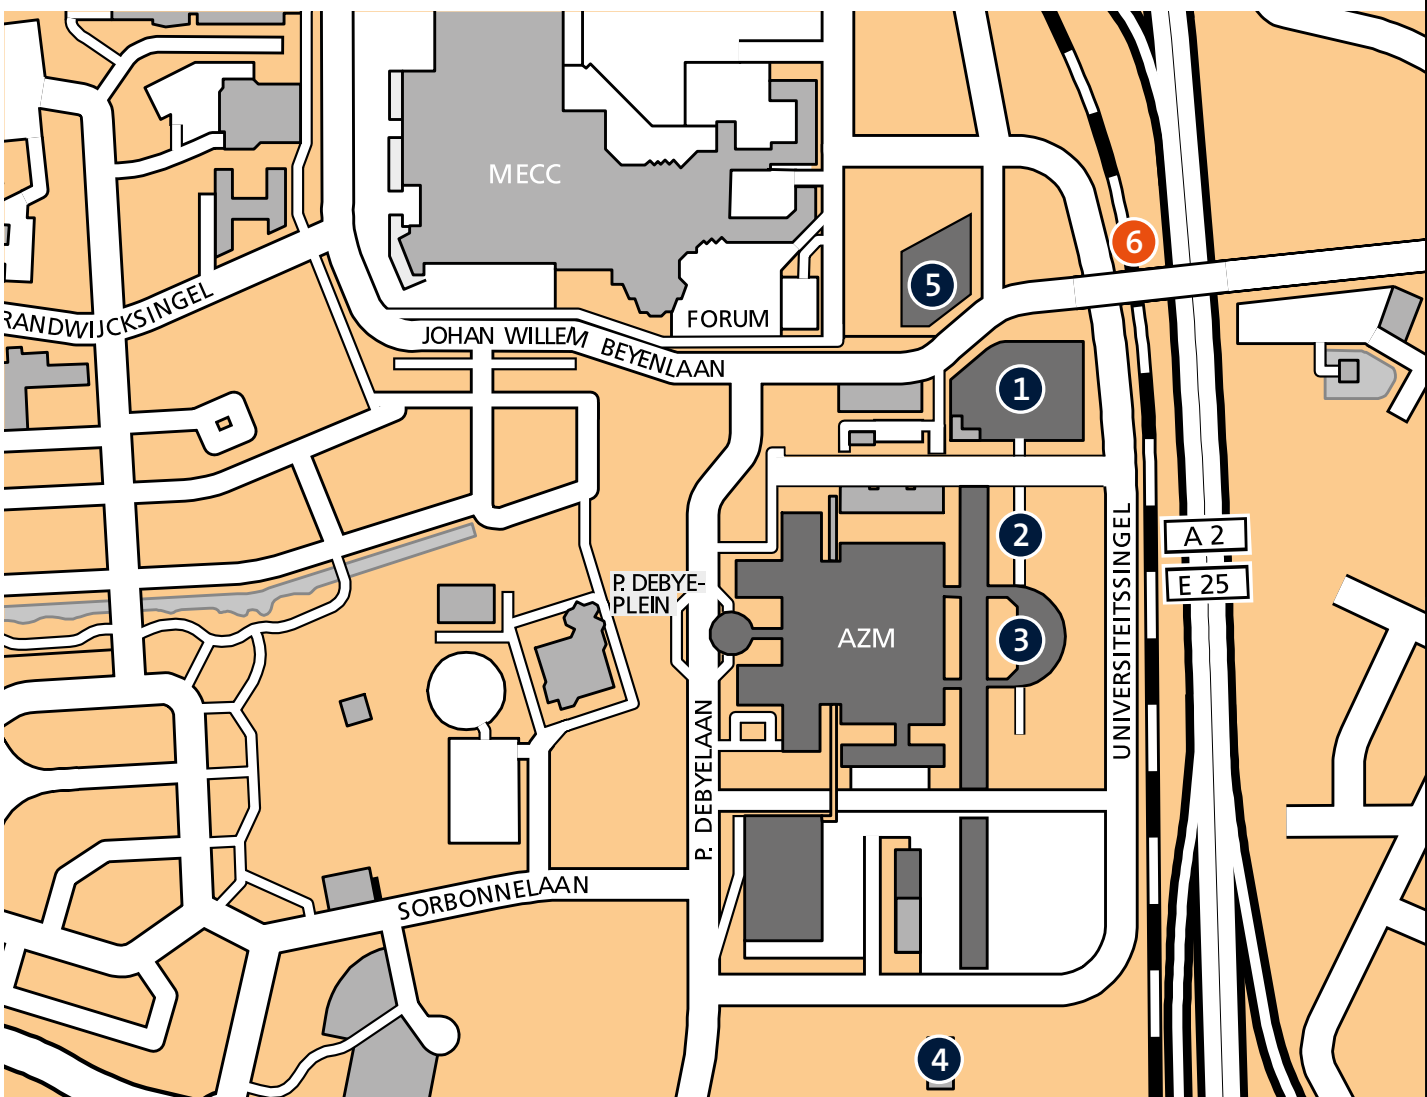 MECC
6
5
RANDWIJCKSINGEL
FORUM
JOHAN WILLEM BEYENLAAN
1
2
A 2
E 25
P. DEBYE-
PLEIN
AZM
3
UNIVERSITEITSSINGEL
P. DEBYELAAN
SORBONNELAAN
4